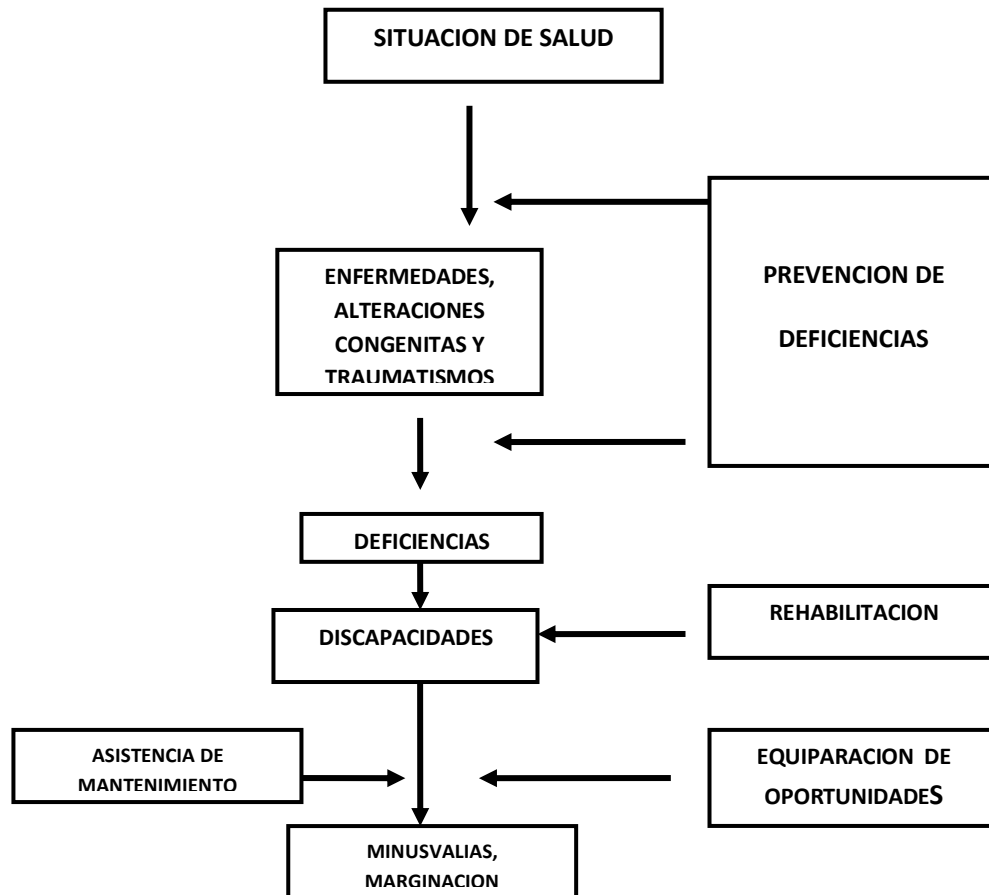 SITUACION DE SALUD
ENFERMEDADES,
ALTERACIONES
CONGENITAS Y
TRAUMATISMOS
PREVENCION DE
DEFICIENCIAS
DEFICIENCIAS
DISCAPACIDADES
REHABILITACION
ASISTENCIA DE
MANTENIMIENTO
EQUIPARACION DE
OPORTUNIDADES
MINUSVALIAS,
MARGINACION